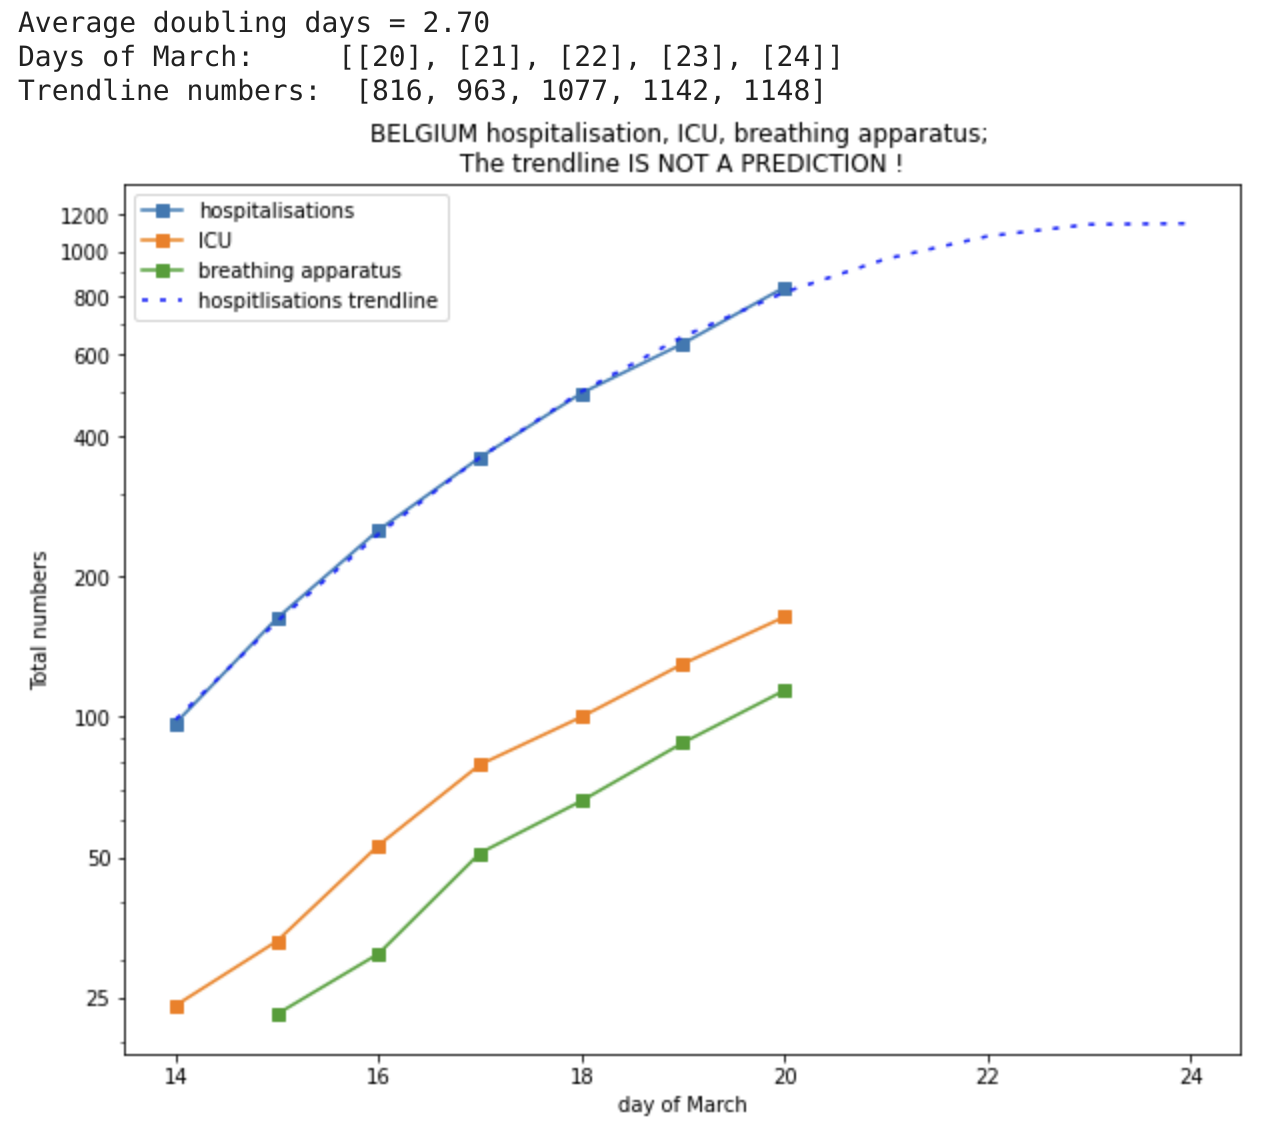 Average doubling days = 2.70
Days of March:     [[20], [21], [22], [23], [24]]
Trendline numbers:  [816, 963, 1077, 1142, 1148]
BELGIUM hospitalisation, ICU, breathing apparatus;
The trendline IS NOT A PREDICTION !
hospitalisations
ICU
breathing apparatus
hospitlisations trendline
1200
1000
800
600
400
200
100
50
25
Total numbers
14 16 18 20 22 24
day of March